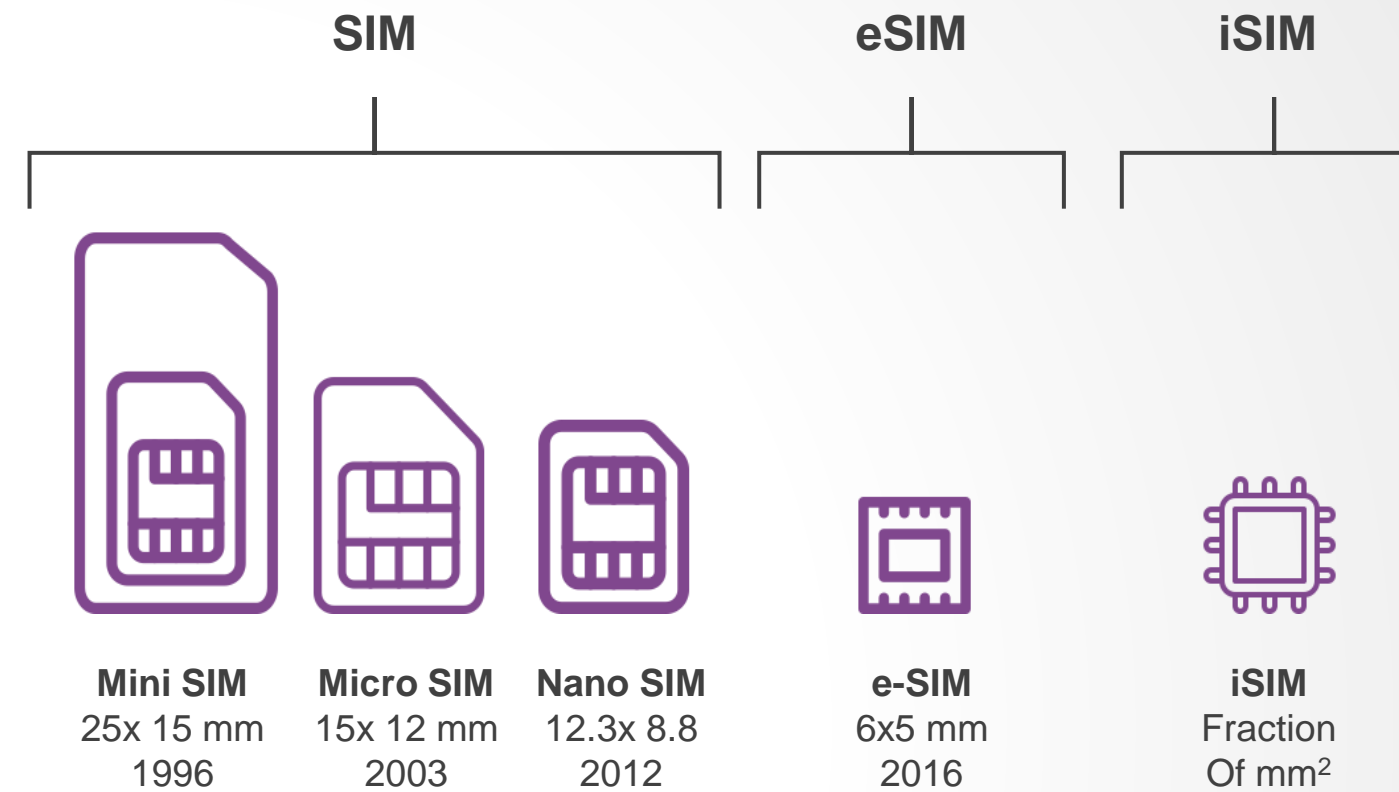 SIM
eSIM
iSIM
Mini SIM
25x 15 mm
1996
Micro SIM
15x 12 mm
2003
Nano SIM
12.3x 8.8
2012
e-SIM
6x5 mm
2016
iSIM
Fraction
Of mm²